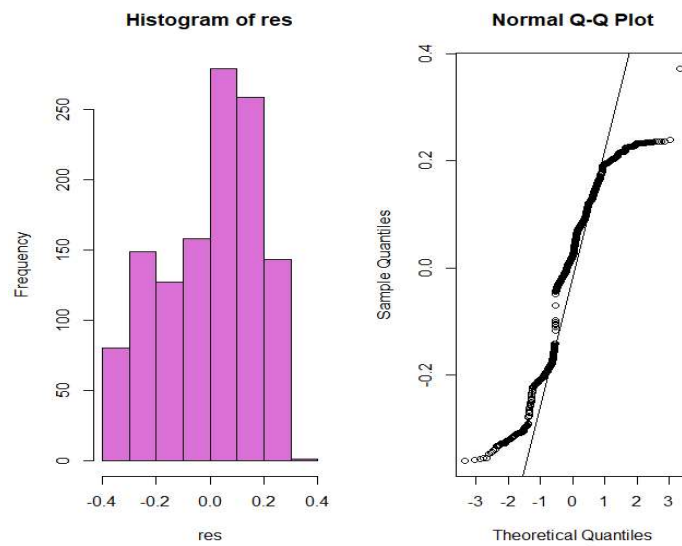 Histogram of res
Frequency
250
200
150
100
50
0
-0.4 -0.2 0.0 0.2 0.4
res
Normal Q-Q Plot
Sample Quantiles
0.4
0.2
0.0
-0.2
-3 -2 -1 0 1 2 3
Theoretical Quantiles